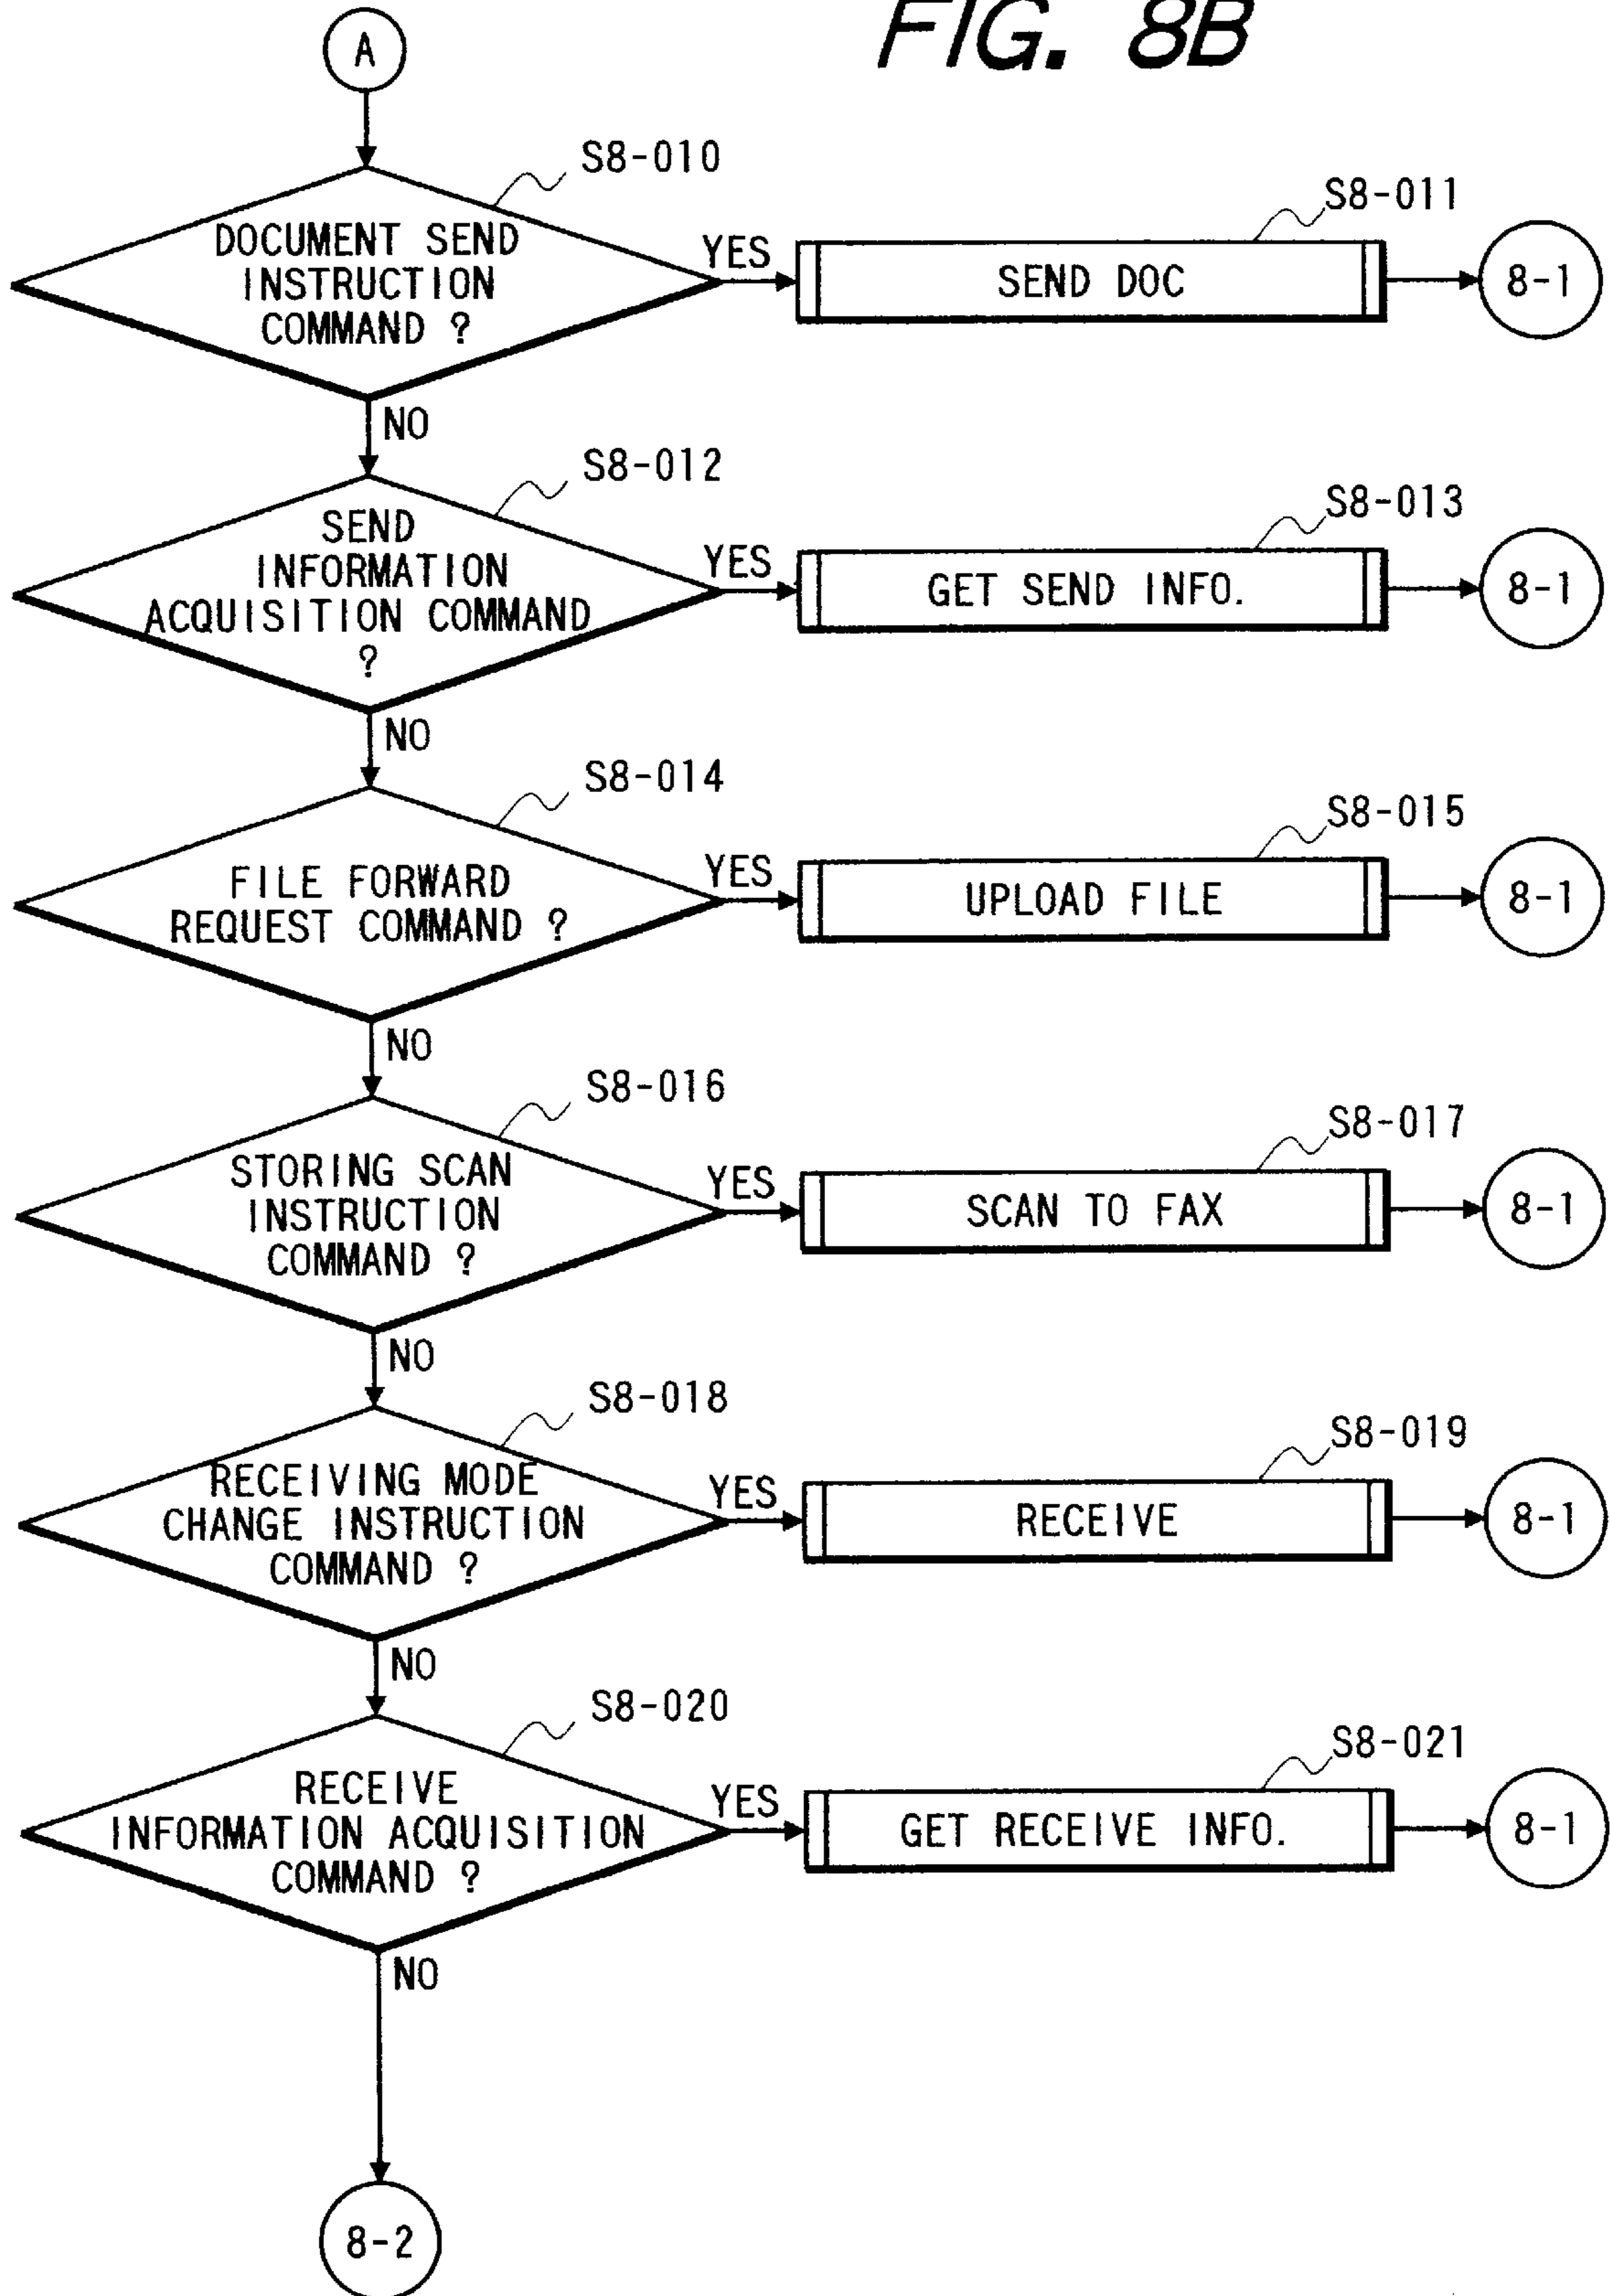 FIG. 8B
A
S8-010
DOCUMENT SEND
INSTRUCTION
COMMAND ?
YES
S8-011
SEND DOC
8-1
NO
S8-012
SEND
INFORMATION
ACQUISITION COMMAND
?
YES
S8-013
GET SEND INFO.
8-1
NO
S8-014
FILE FORWARD
REQUEST COMMAND ?
YES
S8-015
UPLOAD FILE
8-1
NO
S8-016
STORING SCAN
INSTRUCTION
COMMAND ?
YES
S8-017
SCAN TO FAX
8-1
NO
S8-018
RECEIVING MODE
CHANGE INSTRUCTION
COMMAND ?
YES
S8-019
RECEIVE
8-1
NO
S8-020
RECEIVE
INFORMATION ACQUISITION
COMMAND ?
YES
S8-021
GET RECEIVE INFO.
8-1
NO
8-2